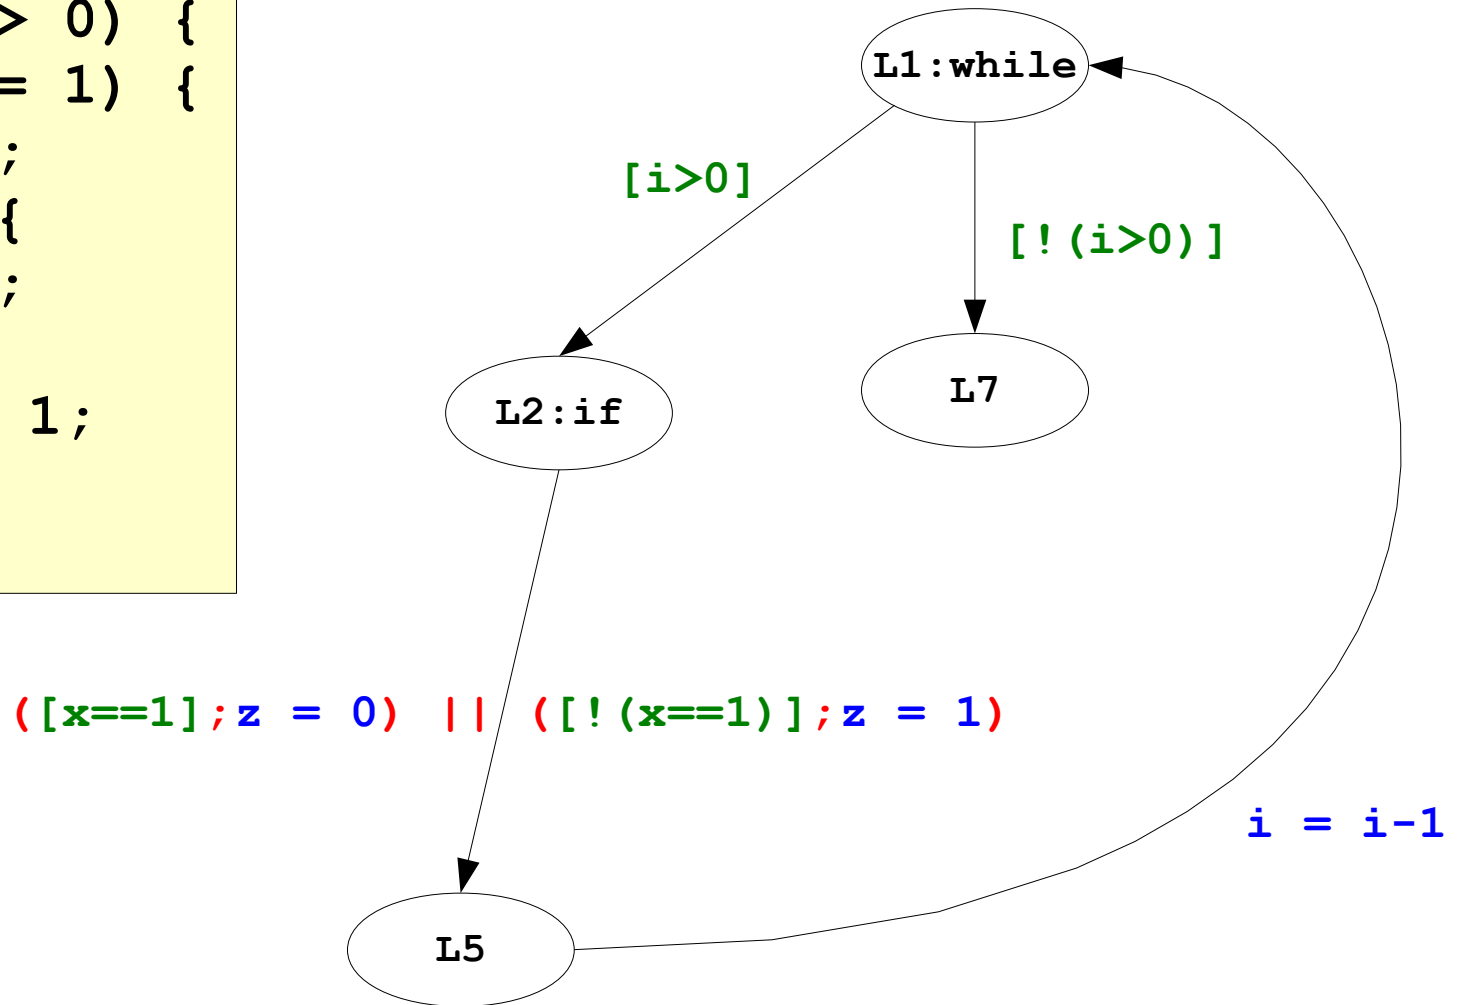 > 0) {
= 1) {
;
{
;
1;
L1:while
[i>0]
[!(i>0)]
L2:if
L7
([x==1];z = 0) || ([!(x==1)];z = 1)
i = i-1
L5